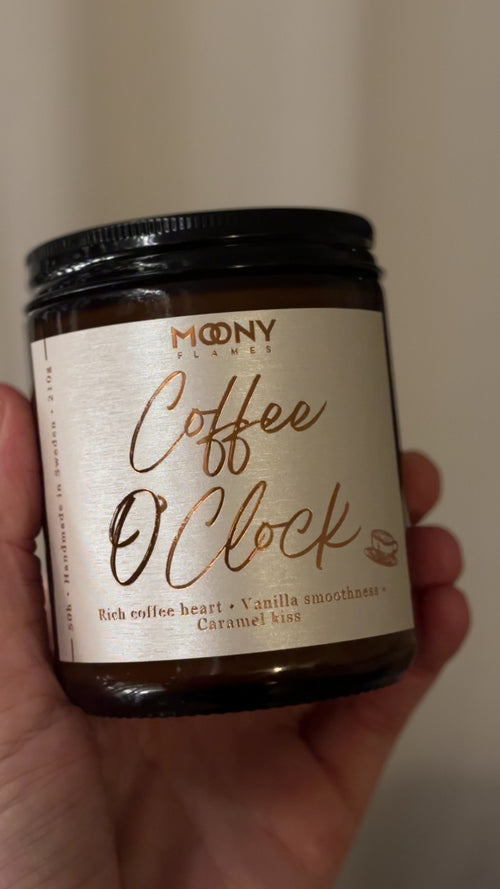 MOONY
FLAMES
Coffee
O'Clock
Rich coffee heart • Vanilla smoothness •
Caramel kiss
50h • Handmade in Sweden • 210g